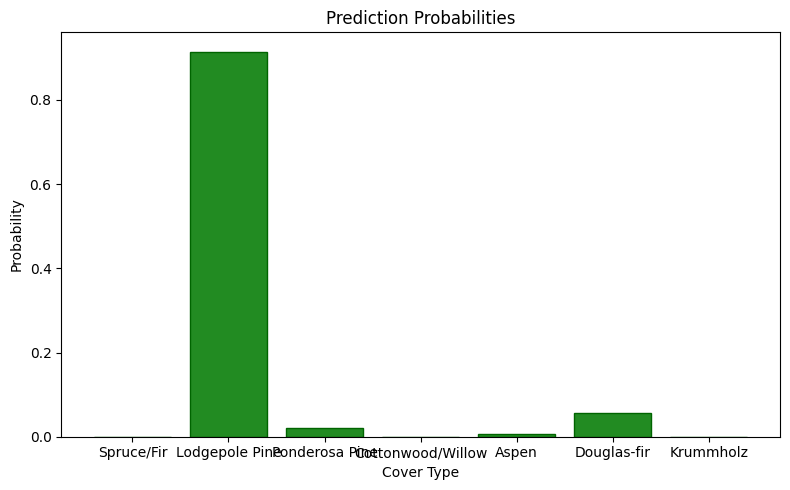 Prediction Probabilities
Probability
0.8
0.6
0.4
0.2
0.0
Spruce/Fir Lodgepole Pine Ponderosa Pine Cottonwood/Willow Aspen Douglas-fir Krummholz
Cover Type